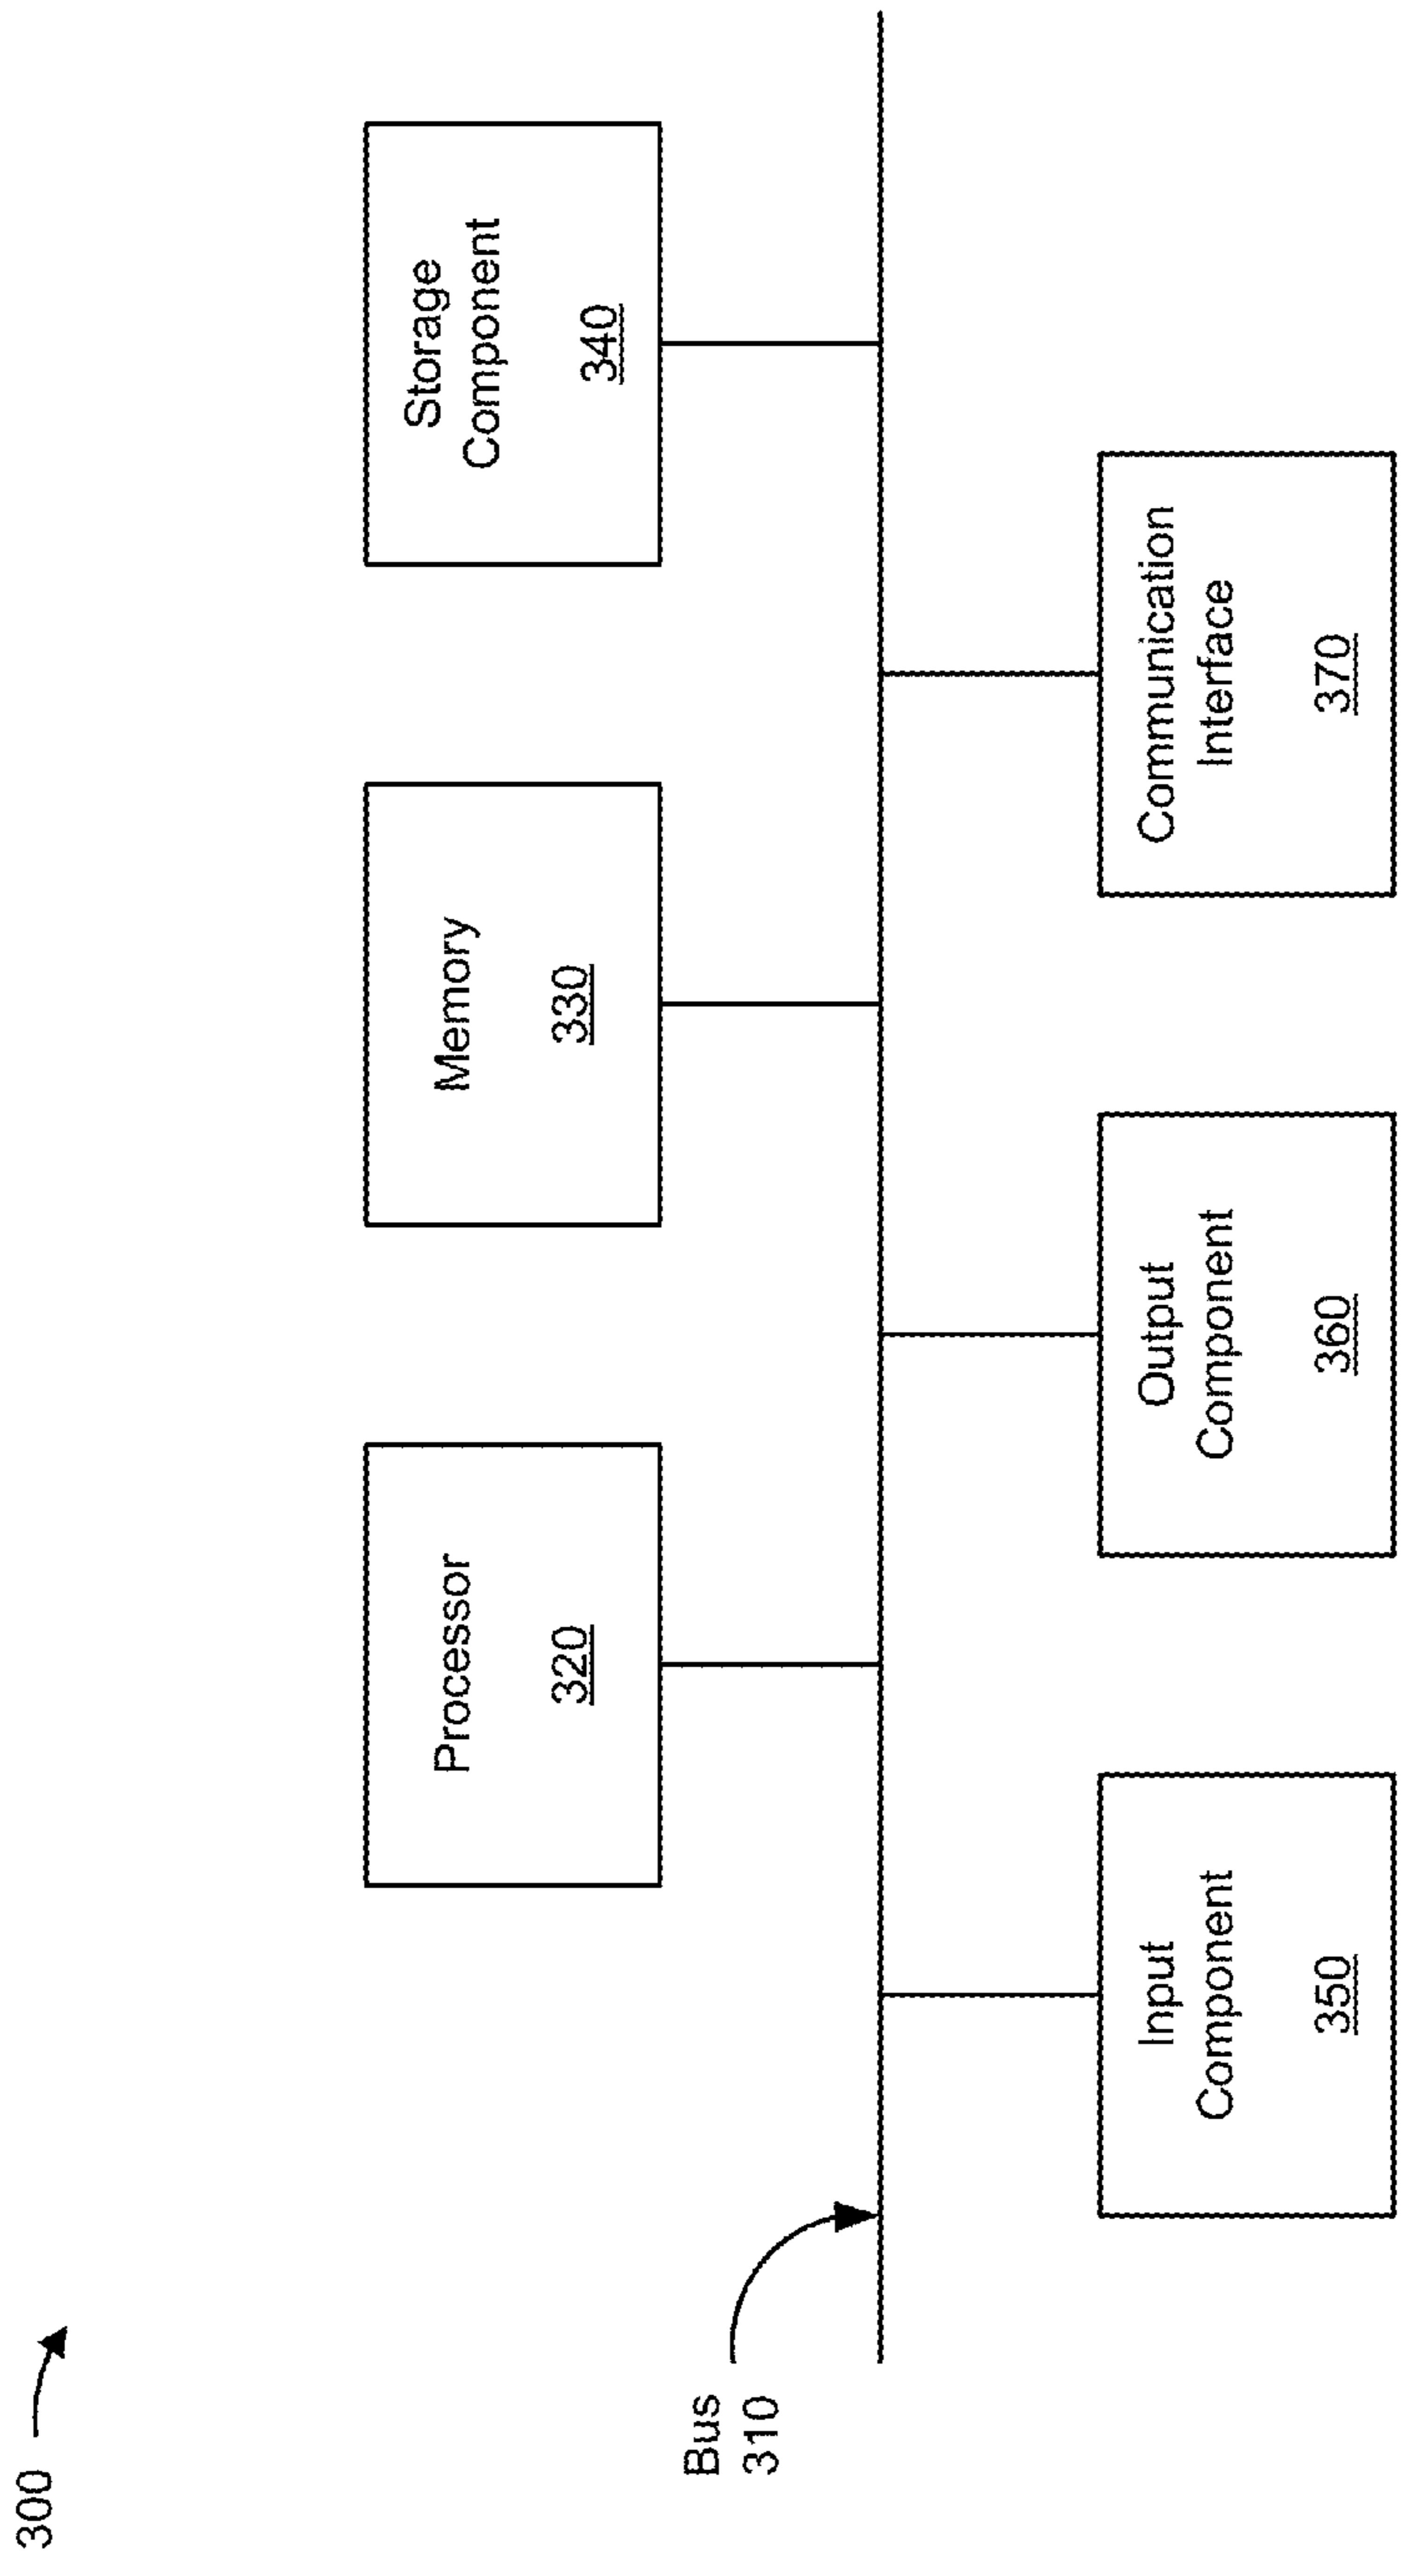 300
Processor
320
Memory
330
Storage
Component
340
Bus
310
Input
Component
350
Output
Component
360
Communication
Interface
370